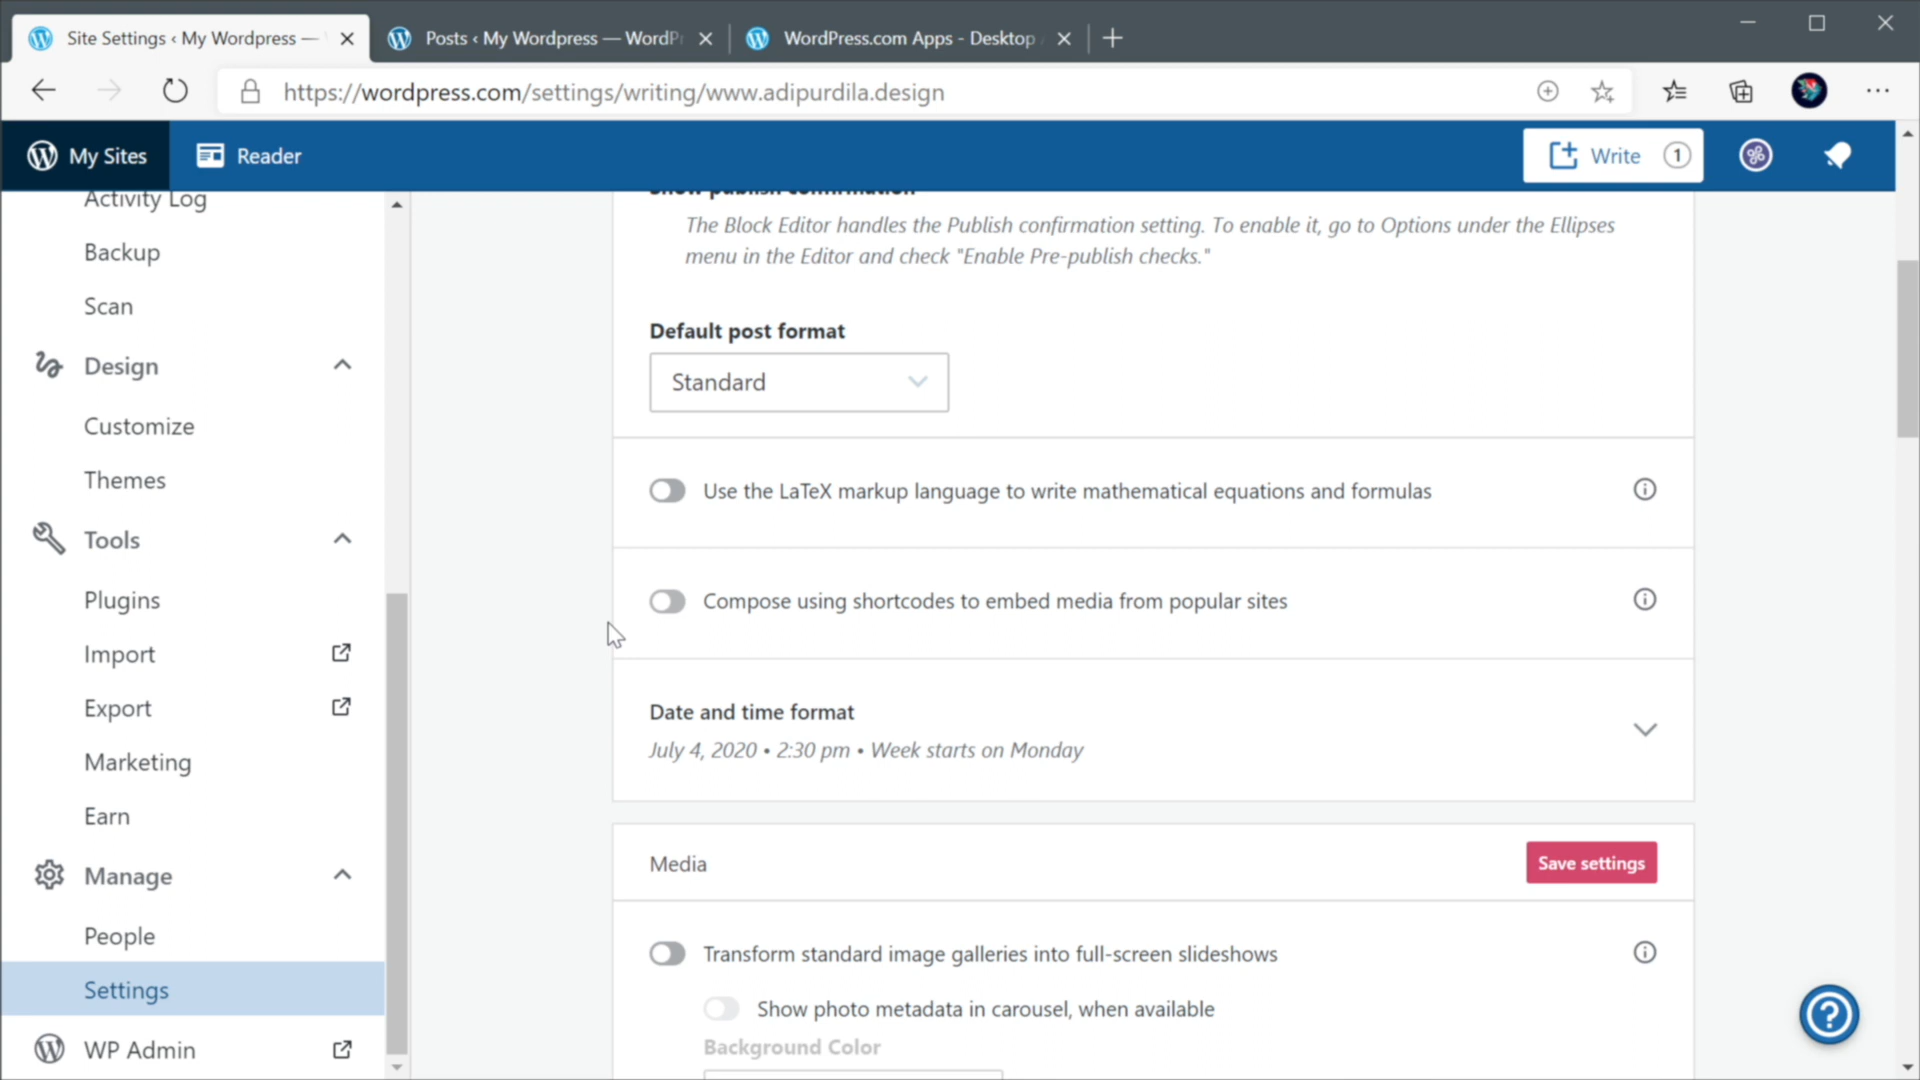 Site Settings ‹ My Wordpress —
Posts ‹ My Wordpress — WordPr
WordPress.com Apps - Desktop
https://wordpress.com/settings/writing/www.adipurdila.design
My Sites
Reader
Write 1
Activity Log
Backup
Scan
Design
Customize
Themes
Tools
Plugins
Import
Export
Marketing
Earn
Manage
People
Settings
WP Admin
Show publish confirmation
The Block Editor handles the Publish confirmation setting. To enable it, go to Options under the Ellipses
menu in the Editor and check "Enable Pre-publish checks."
Default post format
Standard
Use the LaTeX markup language to write mathematical equations and formulas
Compose using shortcodes to embed media from popular sites
Date and time format
July 4, 2020 • 2:30 pm • Week starts on Monday
Media
Save settings
Transform standard image galleries into full-screen slideshows
Show photo metadata in carousel, when available
Background Color